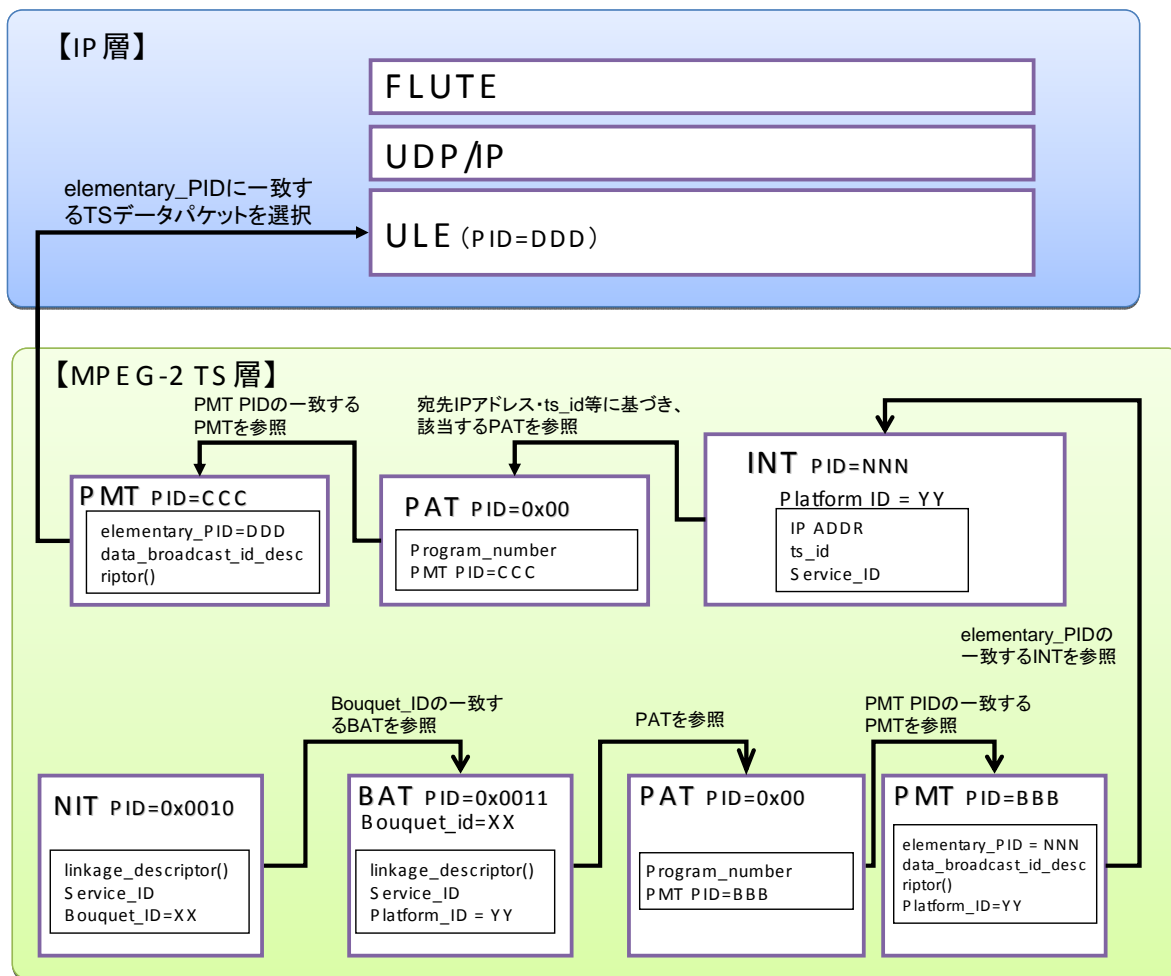 【IP 層】
FLUTE
UDP/IP
ULE (PID=DDD)
elementary_PIDに一致す
るTSデータパケットを選択
【MPEG-2 TS 層】
PMT PIDの一致する
PMTを参照
宛先IPアドレス・ts_id等に基づき、
該当するPATを参照
PMT PID=CCC
elementary_PID=DDD
data_broadcast_id_desc
riptor()
PAT PID=0x00
Program_number
PMT PID=CCC
INT PID=NNN
Platform ID = YY
IP ADDR
ts_id
Service_ID
elementary_PIDの
一致するINTを参照
Bouquet_IDの一致す
るBATを参照
PATを参照
PMT PIDの一致する
PMTを参照
NIT PID=0x0010
linkage_descriptor()
Service_ID
Bouquet_ID=XX
BAT PID=0x0011
Bouquet_id=XX
linkage_descriptor()
Service_ID
Platform_ID = YY
PAT PID=0x00
Program_number
PMT PID=BBB
PMT PID=BBB
elementary_PID = NNN
data_broadcast_id_desc
riptor()
Platform_ID=YY